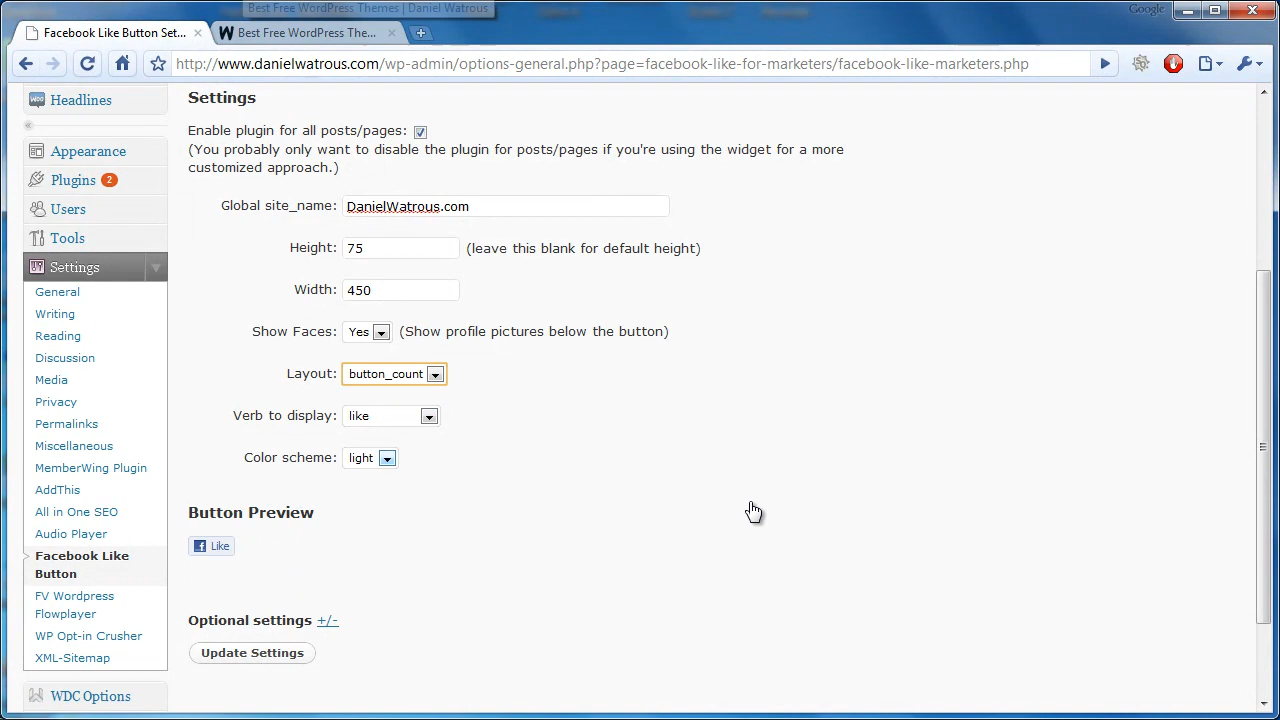 Best Free WordPress Themes | Daniel Watrous
Google
Facebook Like Button Set...
Best Free WordPress The...
http://www.danielwatrous.com/wp-admin/options-general.php?page=facebook-like-for-marketers/facebook-like-marketers.php
Headlines
Appearance
Plugins 2
Users
Tools
Settings
General
Writing
Reading
Discussion
Media
Privacy
Permalinks
Miscellaneous
MemberWing Plugin
AddThis
All in One SEO
Audio Player
Facebook Like
Button
FV Wordpress
Flowplayer
WP Opt-in Crusher
XML-Sitemap
WDC Options
Settings
Enable plugin for all posts/pages:
(You probably only want to disable the plugin for posts/pages if you're using the widget for a more
customized approach.)
Global site_name: DanielWatrous.com
Height: 75 (leave this blank for default height)
Width: 450
Show Faces: Yes (Show profile pictures below the button)
Layout: button_count
Verb to display: like
Color scheme: light
Button Preview
Like
Optional settings +/-
Update Settings